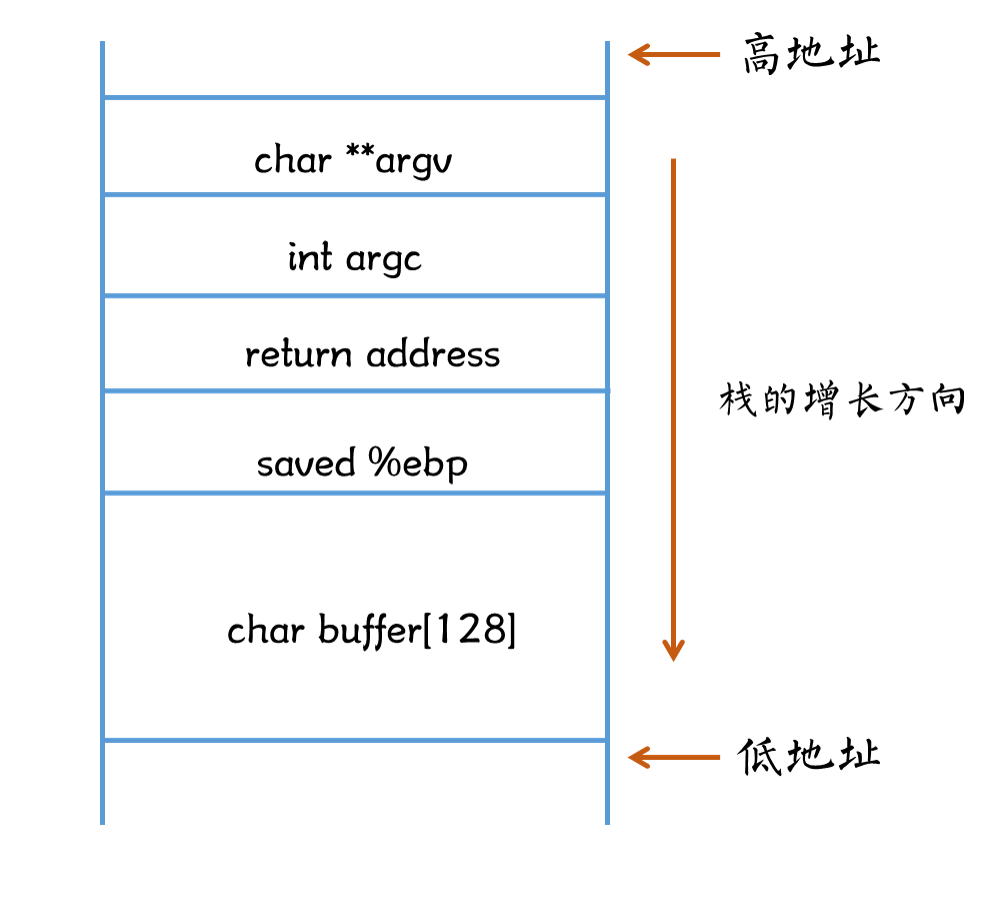 高地址
char **argv
int argc
return address
栈的增长方向
saved %ebp
char buffer[128]
低地址